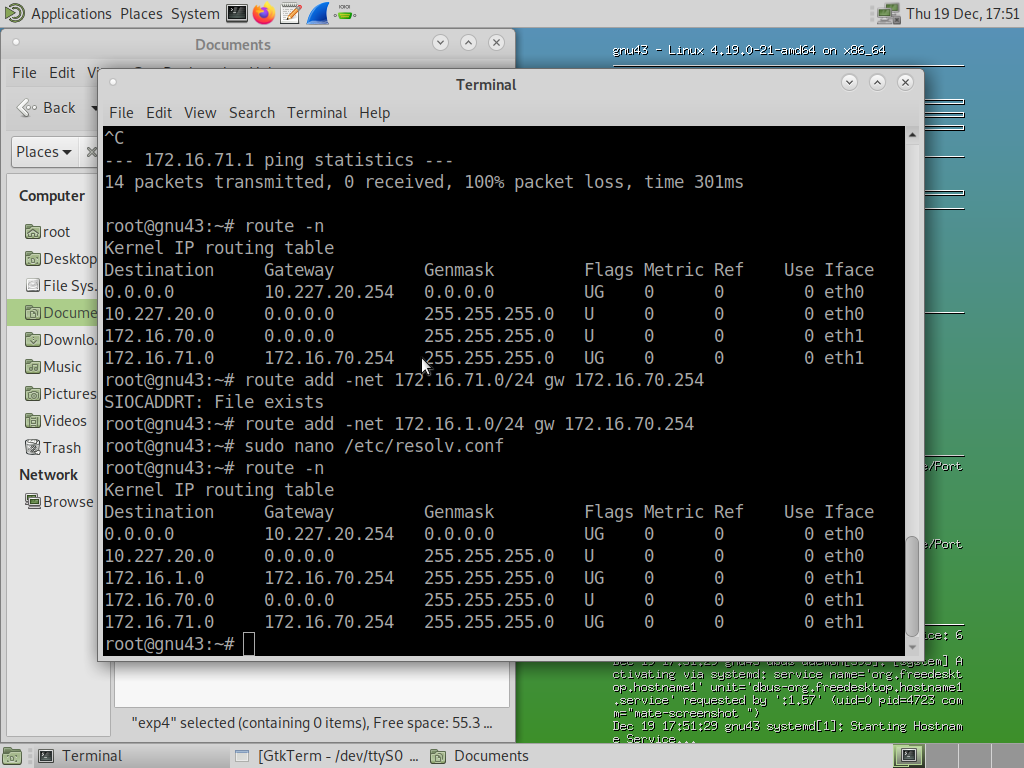 Applications Places System Thu 19 Dec, 17:51
Documents
gnu43 - Linux 4.19.0-21-amd64 on x86_64
File Edit
Back
Places
Computer
root
Desktop
File Sys.
Docume
Downlo.
Music
Pictures
Videos
Trash
Network
Browse
Terminal
File Edit View Search Terminal Help
^C
--- 172.16.71.1 ping statistics ---
14 packets transmitted, 0 received, 100% packet loss, time 301ms
root@gnu43:~# route -n
Kernel IP routing table
Destination Gateway Genmask Flags Metric Ref Use Iface
0.0.0.0 10.227.20.254 0.0.0.0 UG 0 0 0 eth0
10.227.20.0 0.0.0.0 255.255.255.0 U 0 0 0 eth0
172.16.70.0 0.0.0.0 255.255.255.0 U 0 0 0 eth1
172.16.71.0 172.16.70.254 255.255.255.0 UG 0 0 0 eth1
root@gnu43:~# route add -net 172.16.71.0/24 gw 172.16.70.254
SIOCADDRT: File exists
root@gnu43:~# route add -net 172.16.1.0/24 gw 172.16.70.254
root@gnu43:~# sudo nano /etc/resolv.conf
root@gnu43:~# route -n
Kernel IP routing table
Destination Gateway Genmask Flags Metric Ref Use Iface
0.0.0.0 10.227.20.254 0.0.0.0 UG 0 0 0 eth0
10.227.20.0 0.0.0.0 255.255.255.0 U 0 0 0 eth0
172.16.1.0 172.16.70.254 255.255.255.0 UG 0 0 0 eth1
172.16.70.0 0.0.0.0 255.255.255.0 U 0 0 0 eth1
172.16.71.0 172.16.70.254 255.255.255.0 UG 0 0 0 eth1
root@gnu43:~#
e/Port
e/Port
ice: 6
Dec 19 17:51:29 gnu43 dbus-daemon[595]: [system] A
ctivating via systemd: service name='org.freedeskt
op.hostname1' unit='dbus-org.freedesktop.hostname1
.service' requested by ':1.57' (uid=0 pid=4723 com
m="mate-screenshot ")
Dec 19 17:51:29 gnu43 systemd[1]: Starting Hostnam
e Service...
"exp4" selected (containing 0 items), Free space: 55.3 ...
Terminal
[GtkTerm - /dev/ttyS0 ...
Documents